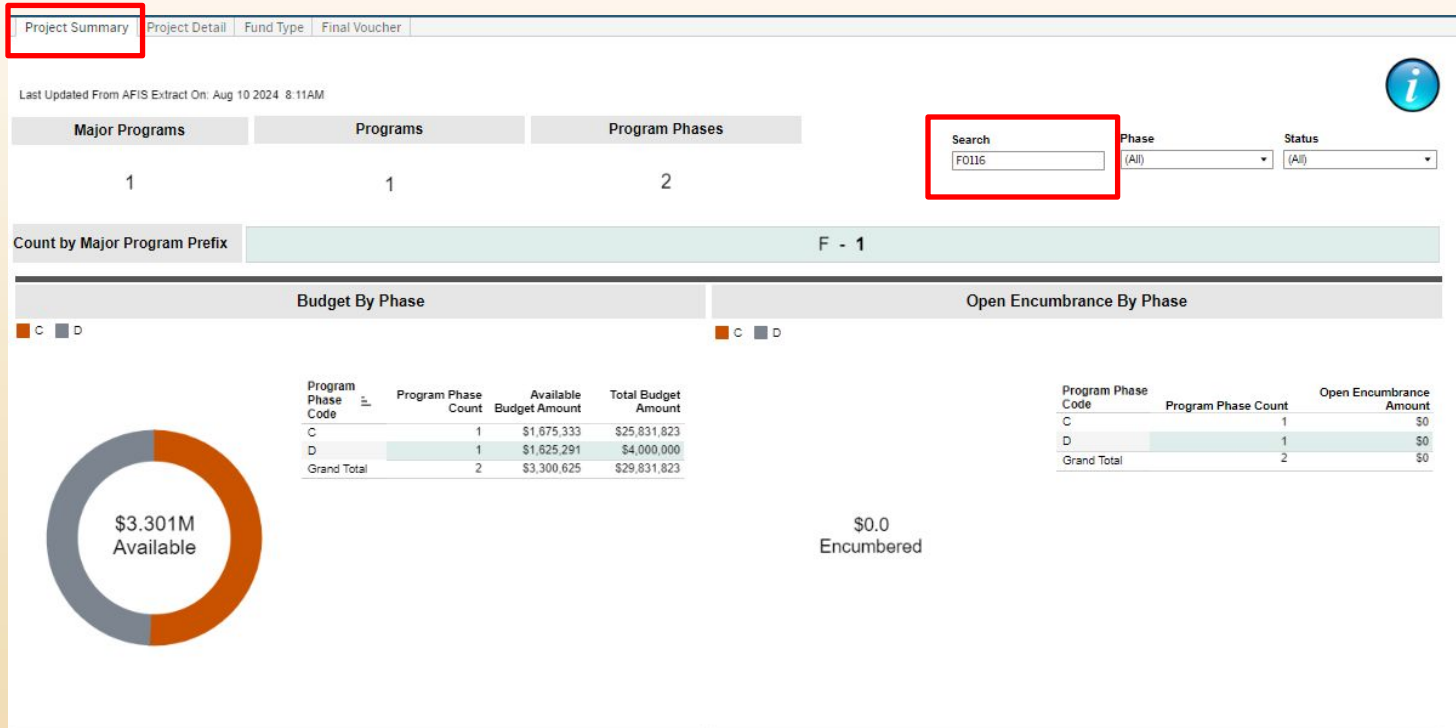 Project Summary Project Detail Fund Type Final Voucher
i
Last Updated From AFIS Extract On: Aug 10 2024 8:11AM
Major Programs Programs Program Phases
Search Phase Status
F0116 (All) (All)
1 1 2
Count by Major Program Prefix F - 1
Budget By Phase Open Encumbrance By Phase
C D
C D
Program
Phase
Code Program Phase
Count Available
Budget Amount Total Budget
Amount
C 1 $1,675,333 $25,831,823
D 1 $1,625,291 $4,000,000
Grand Total 2 $3,300,625 $29,831,823
$3.301M
Available
Program Phase
Code Program Phase Count Open Encumbrance
Amount
C 1 $0
D 1 $0
Grand Total 2 $0
$0.0
Encumbered